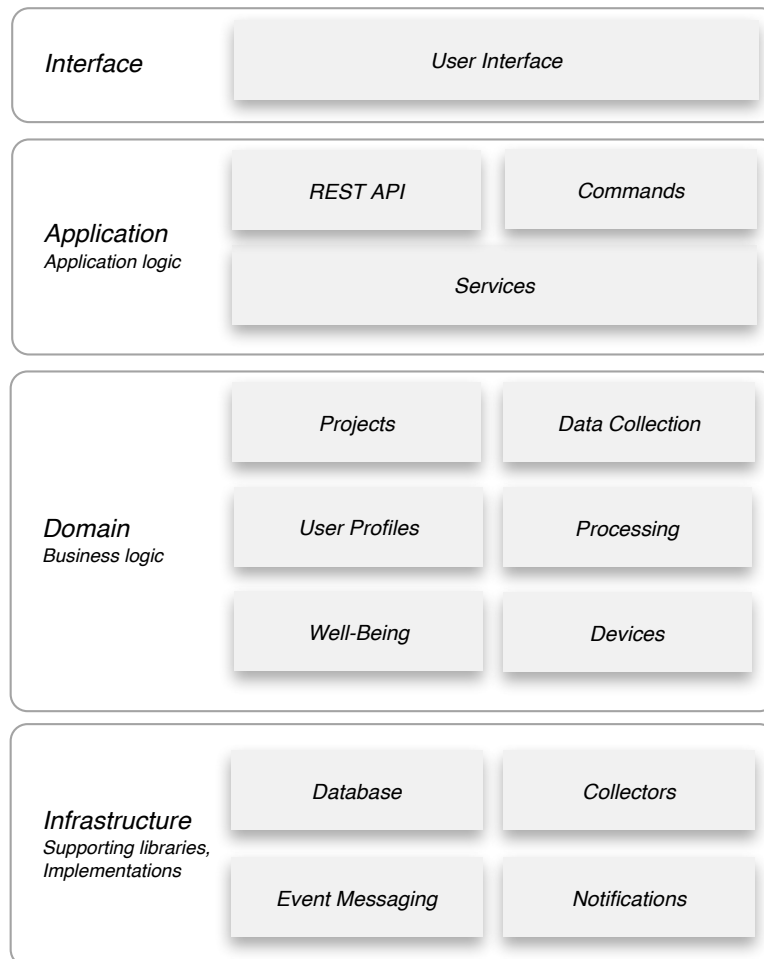 Interface
User Interface
REST API
Commands
Application
Application logic
Services
Projects
Data Collection
Domain
Business logic
User Profiles
Processing
Well-Being
Devices
Database
Collectors
Infrastructure
Supporting libraries,
Implementations
Event Messaging
Notifications